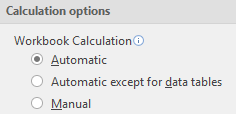 Calculation options
Workbook Calculation
Automatic
Automatic except for data tables
Manual